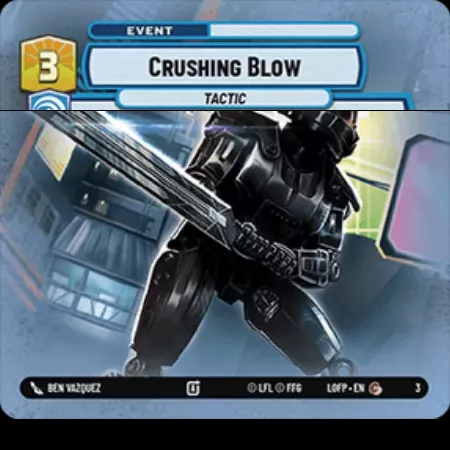 EVENT
3
CRUSHING BLOW
TACTIC
BEN VAZQUEZ
© LFL © FFG
LOFP • EN
3